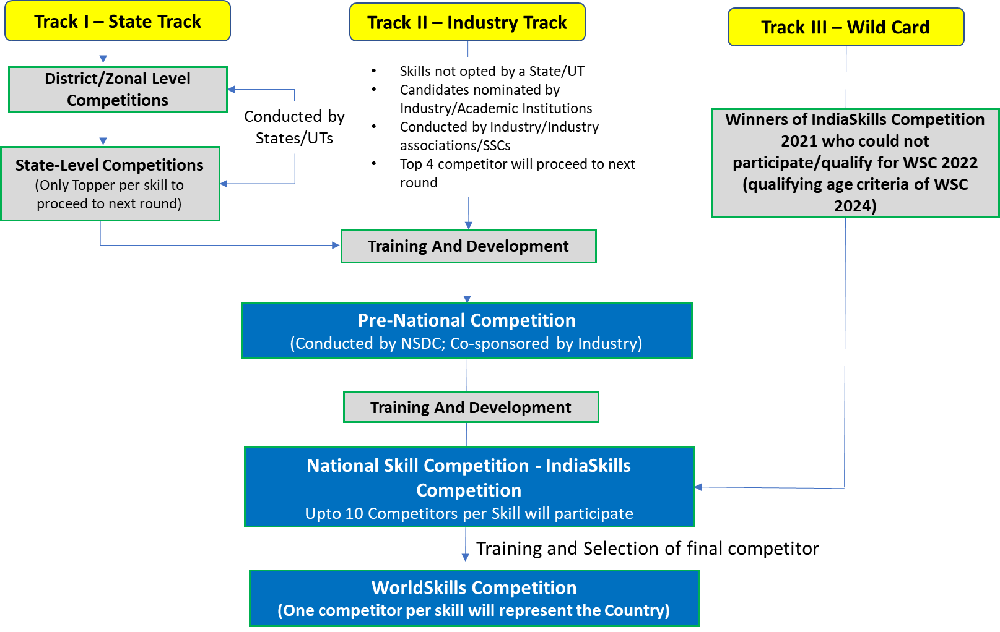 Track I – State Track
District/Zonal Level
Competitions
Conducted by
States/UTs
State-Level Competitions
(Only Topper per skill to
proceed to next round)
Track II – Industry Track
• Skills not opted by a State/UT
• Candidates nominated by
Industry/Academic Institutions
• Conducted by Industry/Industry
associations/SSCs
• Top 4 competitor will proceed to next
round
Track III – Wild Card
Winners of IndiaSkills Competition
2021 who could not
participate/qualify for WSC 2022
(qualifying age criteria of WSC
2024)
Training And Development
Pre-National Competition
(Conducted by NSDC; Co-sponsored by Industry)
Training And Development
National Skill Competition - IndiaSkills
Competition
Upto 10 Competitors per Skill will participate
Training and Selection of final competitor
WorldSkills Competition
(One competitor per skill will represent the Country)